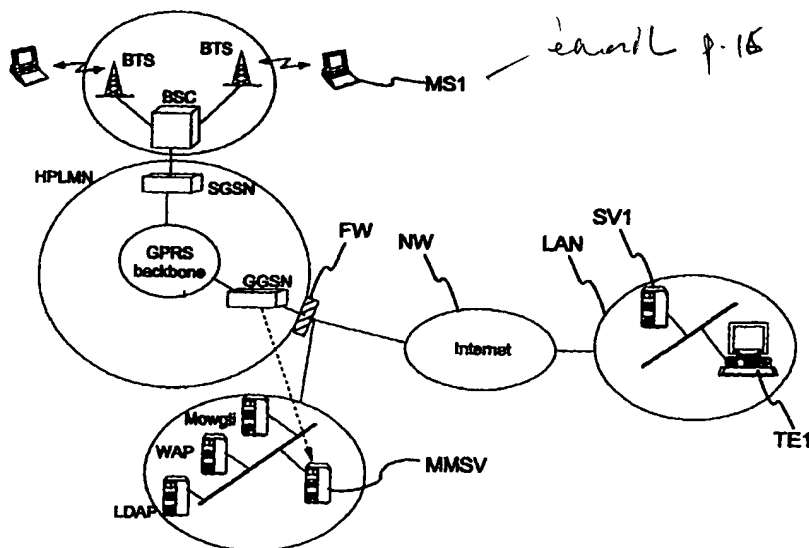 BTS
BTS
BSC
MS1
p. 15
HPLMN
SGSN
GPRS
backbone
GGSN
FW
NW
LAN
SV1
Internet
TE1
Mowgli
WAP
LDAP
MMSV